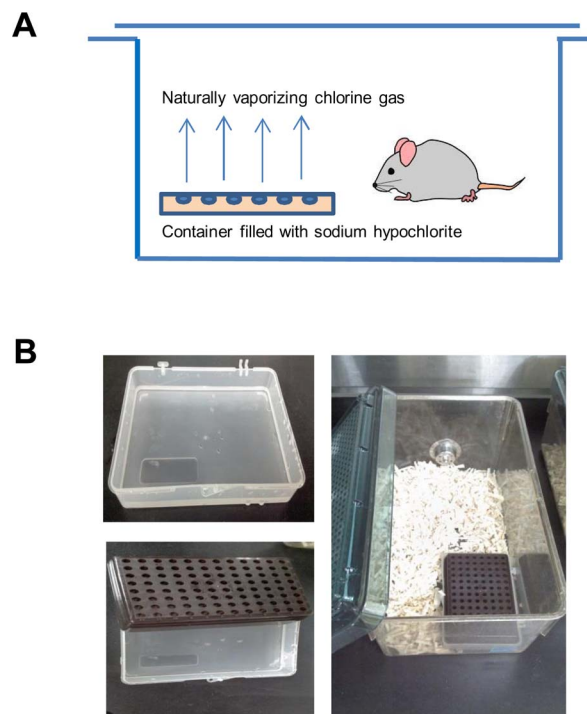 A
Naturally vaporizing chlorine gas
Container filled with sodium hypochlorite
B